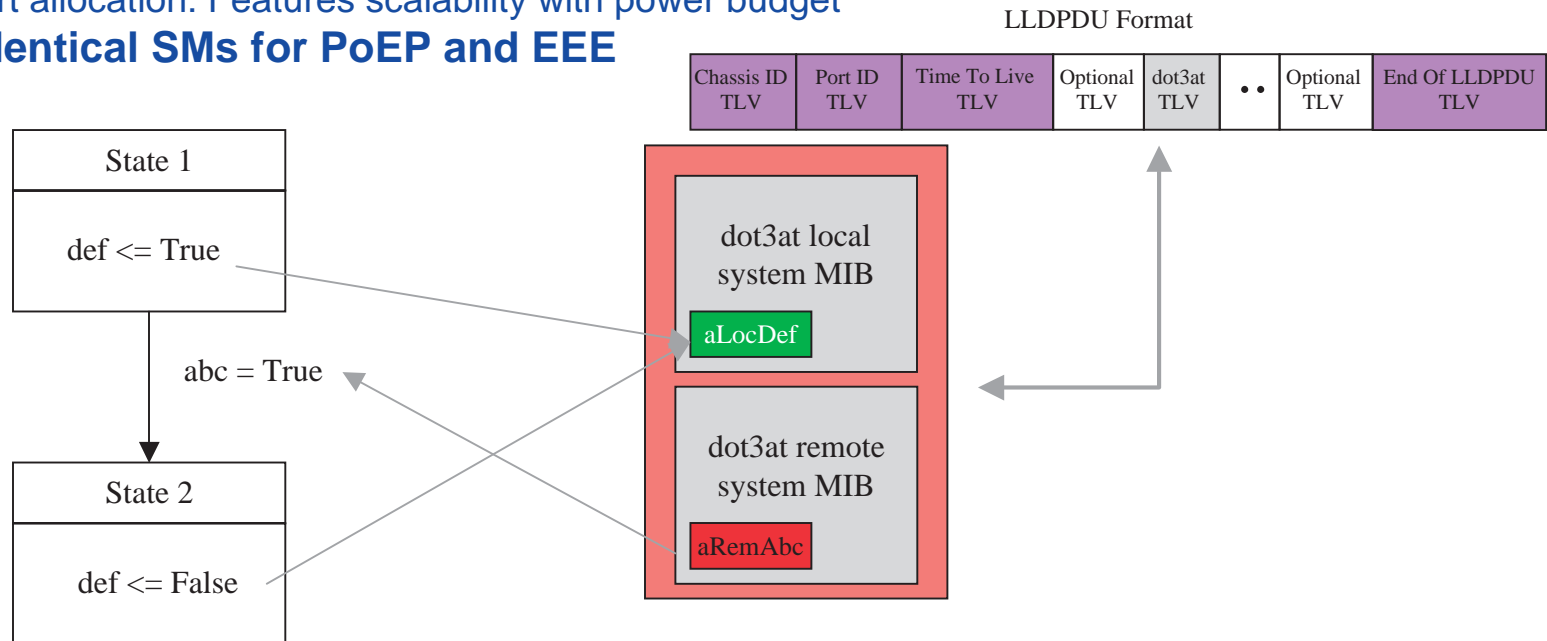 allocation. Features scalability with power budget
SMs for PoEP and EEE
LLDPDU Format
Chassis ID TLV
Port ID TLV
Time To Live TLV
Optional TLV
dot3at TLV
• •
Optional TLV
End Of LLDPDU TLV
State 1
def <= True
abc = True
State 2
def <= False
dot3at local
system MIB
aLocDef
dot3at remote
system MIB
aRemAbc